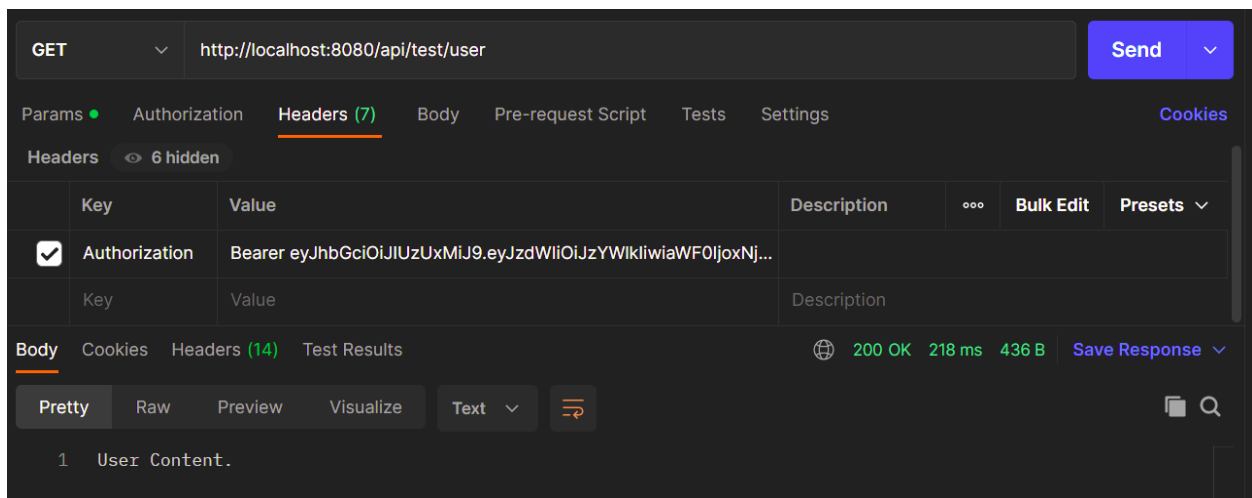 GET http://localhost:8080/api/test/user Send
Params Authorization Headers (7) Body Pre-request Script Tests Settings Cookies
Headers 6 hidden
Key Value Description ooo Bulk Edit Presets
Authorization Bearer eyJhbGciOiJIUzUxMiJ9.eyJzdWIiOiJzYWlkIiwiaWF0IjoxNj...
Key Value Description
Body Cookies Headers (14) Test Results 200 OK 218 ms 436 B Save Response
Pretty Raw Preview Visualize Text
1 User Content.